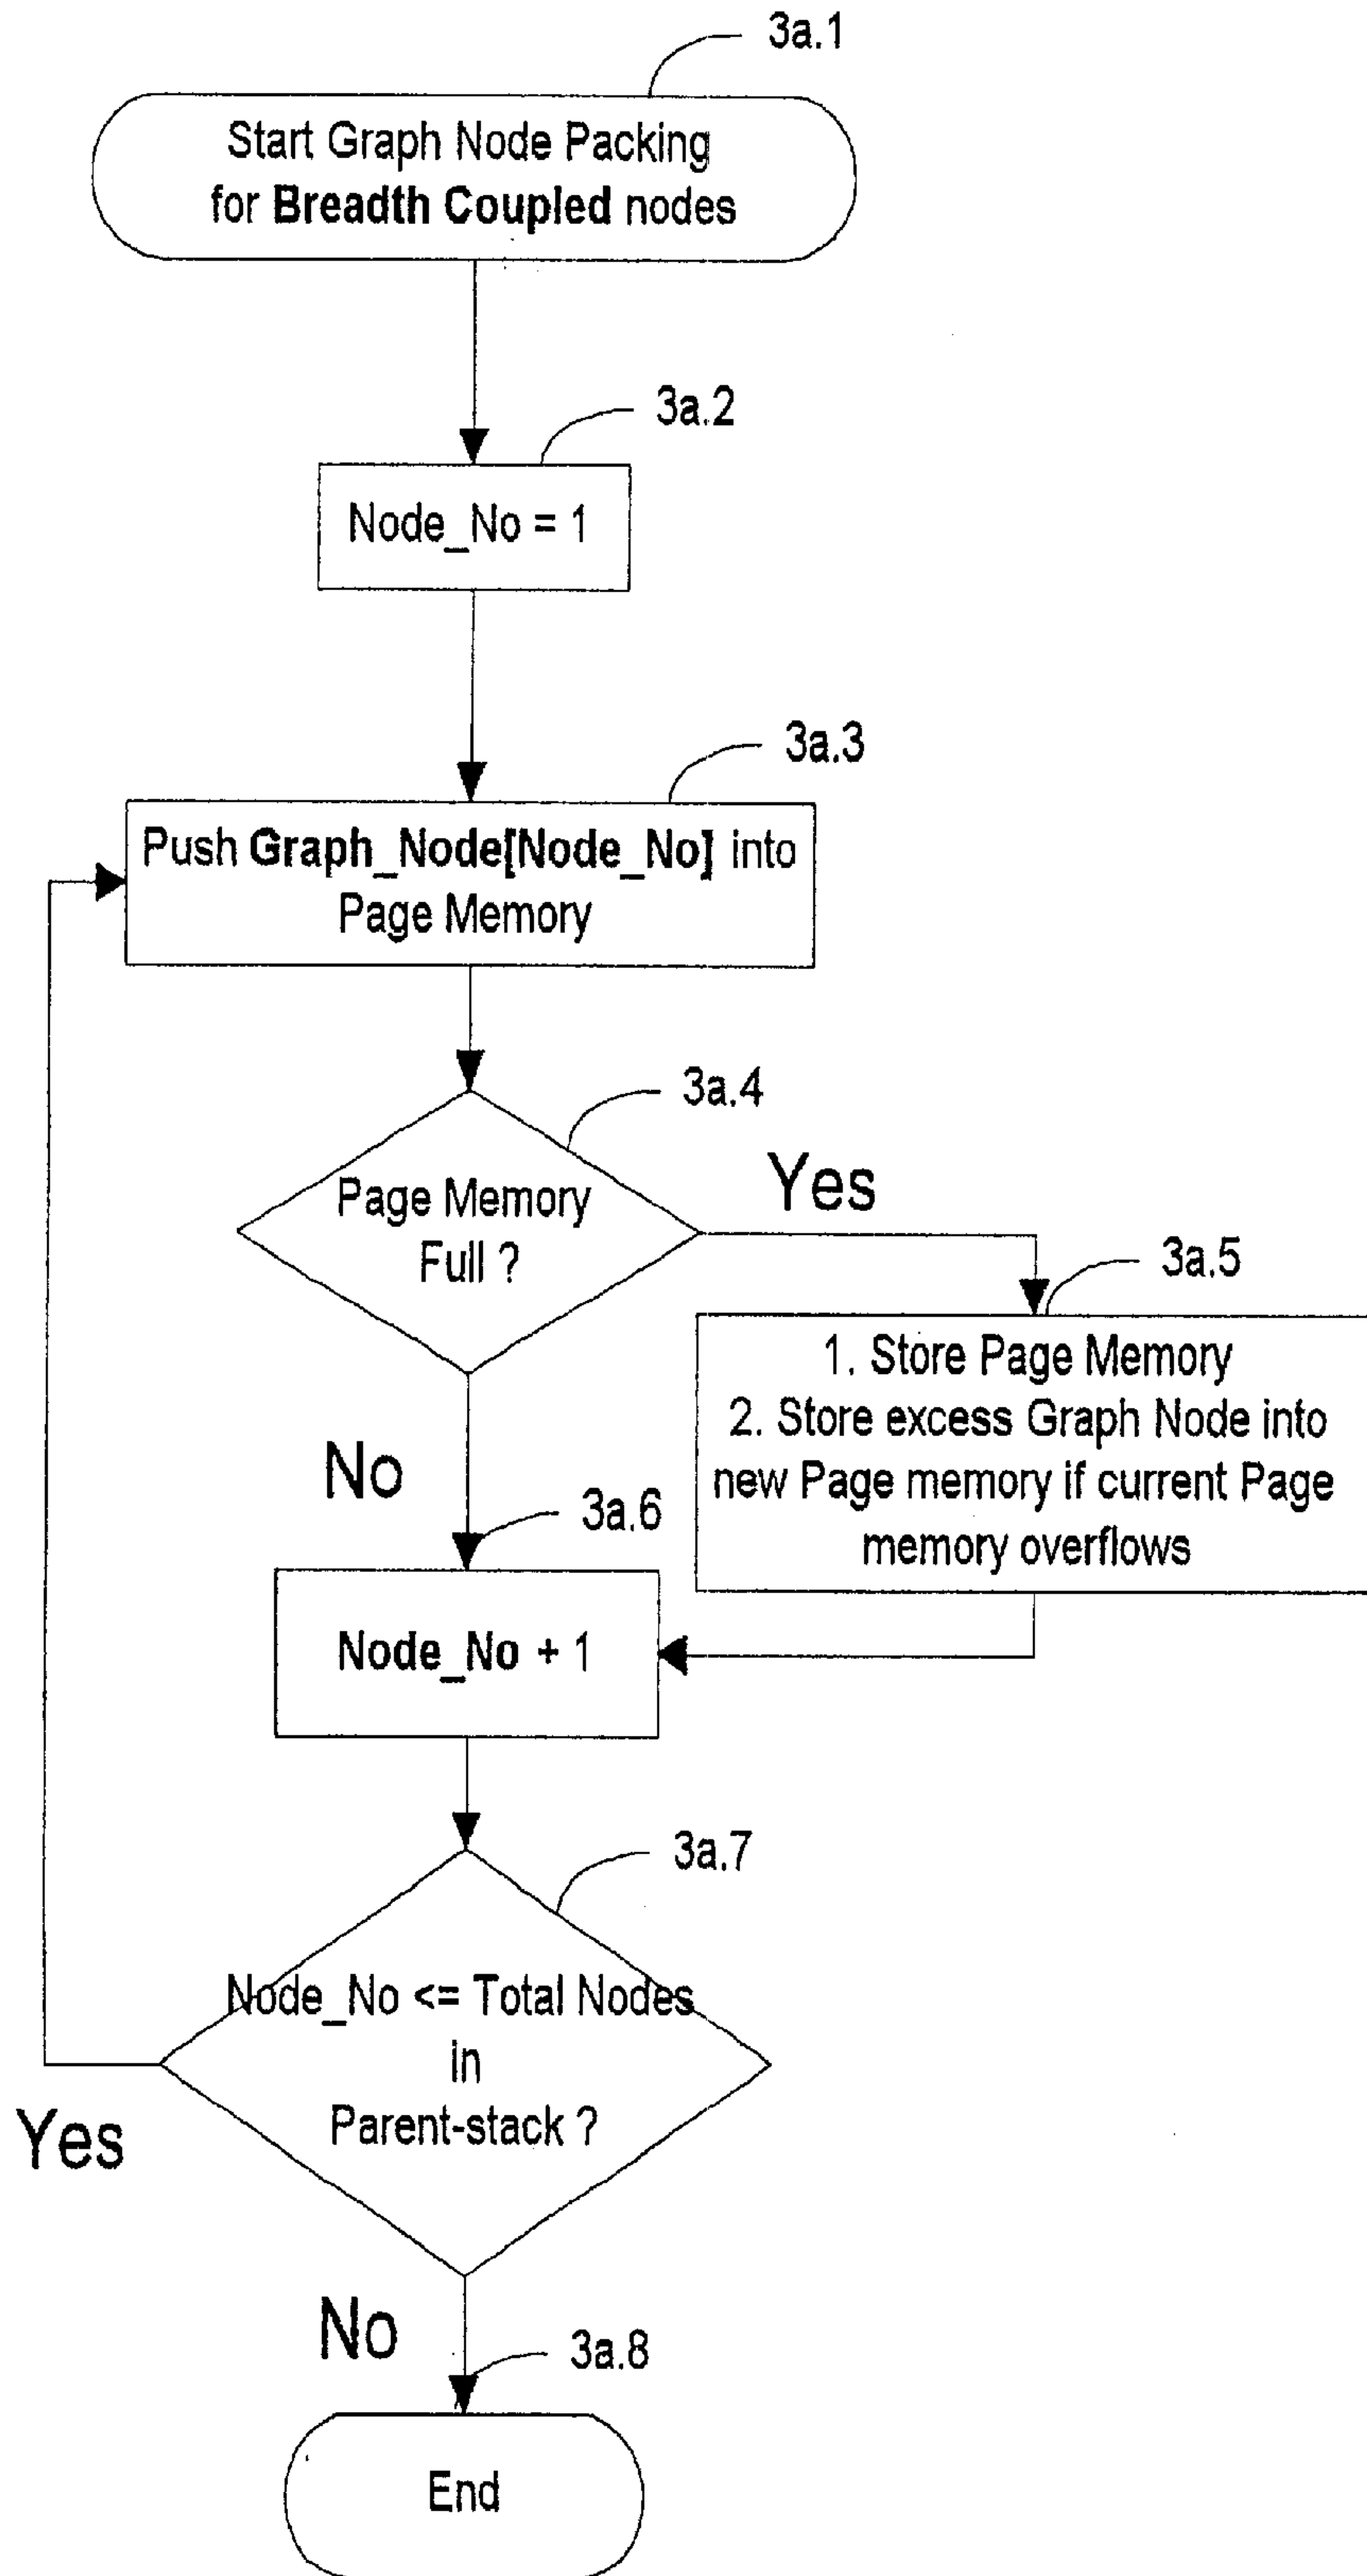 3a.1
Start Graph Node Packing
for Breadth Coupled nodes
3a.2
Node_No = 1
3a.3
Push Graph_Node[Node_No] into
Page Memory
3a.4
Page Memory
Full ?
Yes
3a.5
1. Store Page Memory
2. Store excess Graph Node into
new Page memory if current Page
memory overflows
No
3a.6
Node_No + 1
3a.7
Node_No <= Total Nodes
in
Parent-stack ?
Yes
No
3a.8
End